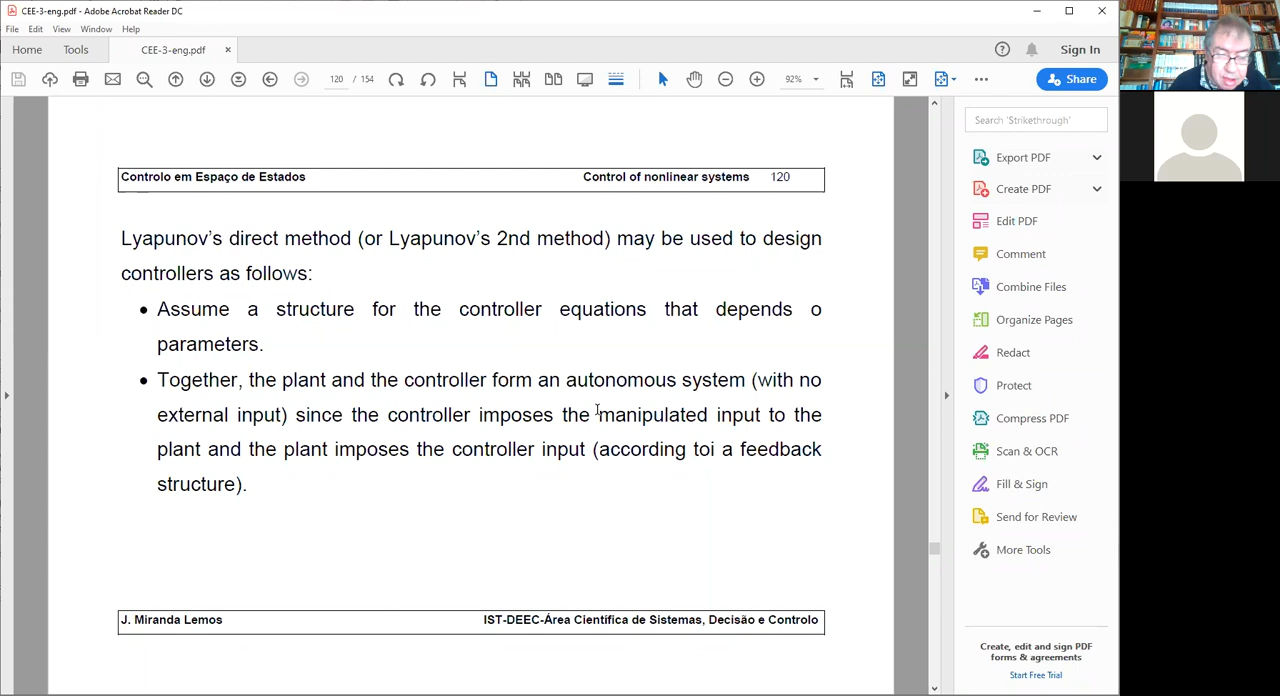 CEE-3-eng.pdf - Adobe Acrobat Reader DC
File Edit View Window Help
Home Tools CEE-3-eng.pdf × Sign In
120 / 154 92% Share
Controlo em Espaço de Estados Control of nonlinear systems 120
Lyapunov's direct method (or Lyapunov's 2nd method) may be used to design
controllers as follows:
• Assume a structure for the controller equations that depends o
parameters.
• Together, the plant and the controller form an autonomous system (with no
external input) since the controller imposes the manipulated input to the
plant and the plant imposes the controller input (according toi a feedback
structure).
J. Miranda Lemos IST-DEEC-Área Científica de Sistemas, Decisão e Controlo
Search 'Strikethrough'
Export PDF
Create PDF
Edit PDF
Comment
Combine Files
Organize Pages
Redact
Protect
Compress PDF
Scan & OCR
Fill & Sign
Send for Review
More Tools
Create, edit and sign PDF
forms & agreements
Start Free Trial